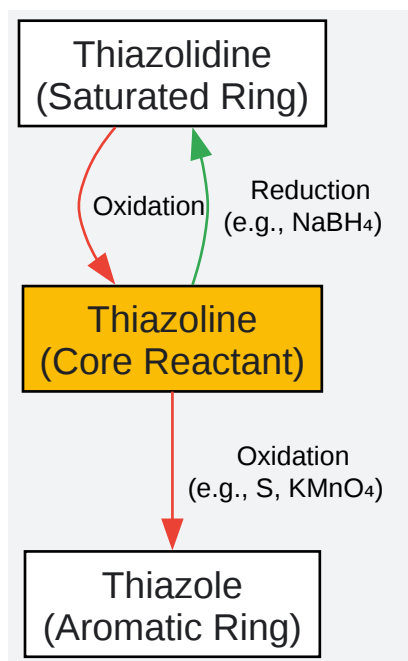 Thiazolidine
(Saturated Ring)
Oxidation
Reduction
(e.g., NaBH₄)
Thiazoline
(Core Reactant)
Oxidation
(e.g., S, KMnO₄)
Thiazole
(Aromatic Ring)